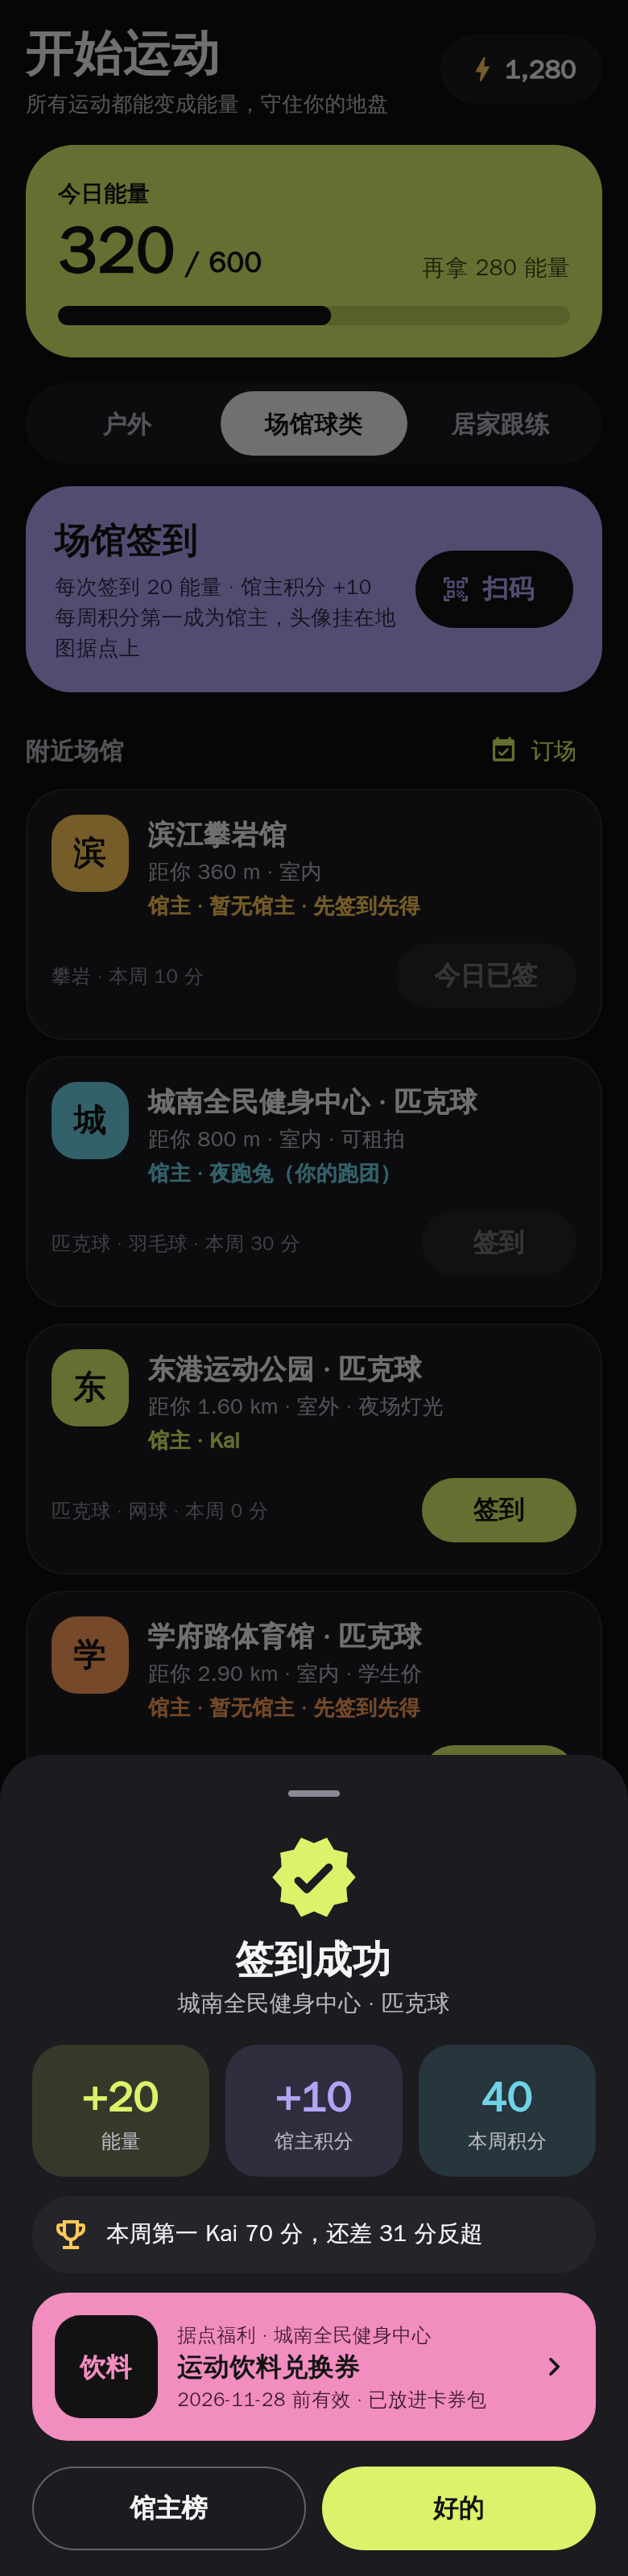 开始运动
所有运动都能变成能量，守住你的地盘
1,280
今日能量
320 / 600
再拿 280 能量
户外
场馆球类
居家跟练
场馆签到
每次签到 20 能量 · 馆主积分 +10
每周积分第一成为馆主，头像挂在地
图据点上
扫码
附近场馆
订场
滨
滨江攀岩馆
距你 360 m · 室内
馆主 · 暂无馆主 · 先签到先得
攀岩 · 本周 10 分
今日已签
城
城南全民健身中心 · 匹克球
距你 800 m · 室内 · 可租拍
馆主 · 夜跑兔（你的跑团）
匹克球 · 羽毛球 · 本周 30 分
签到
东
东港运动公园 · 匹克球
距你 1.60 km · 室外 · 夜场灯光
馆主 · Kai
匹克球 · 网球 · 本周 0 分
签到
学
学府路体育馆 · 匹克球
距你 2.90 km · 室内 · 学生价
馆主 · 暂无馆主 · 先签到先得
签到成功
城南全民健身中心 · 匹克球
+20
能量
+10
馆主积分
40
本周积分
本周第一 Kai 70 分，还差 31 分反超
饮料
据点福利 · 城南全民健身中心
运动饮料兑换券
2026-11-28 前有效 · 已放进卡券包
馆主榜
好的